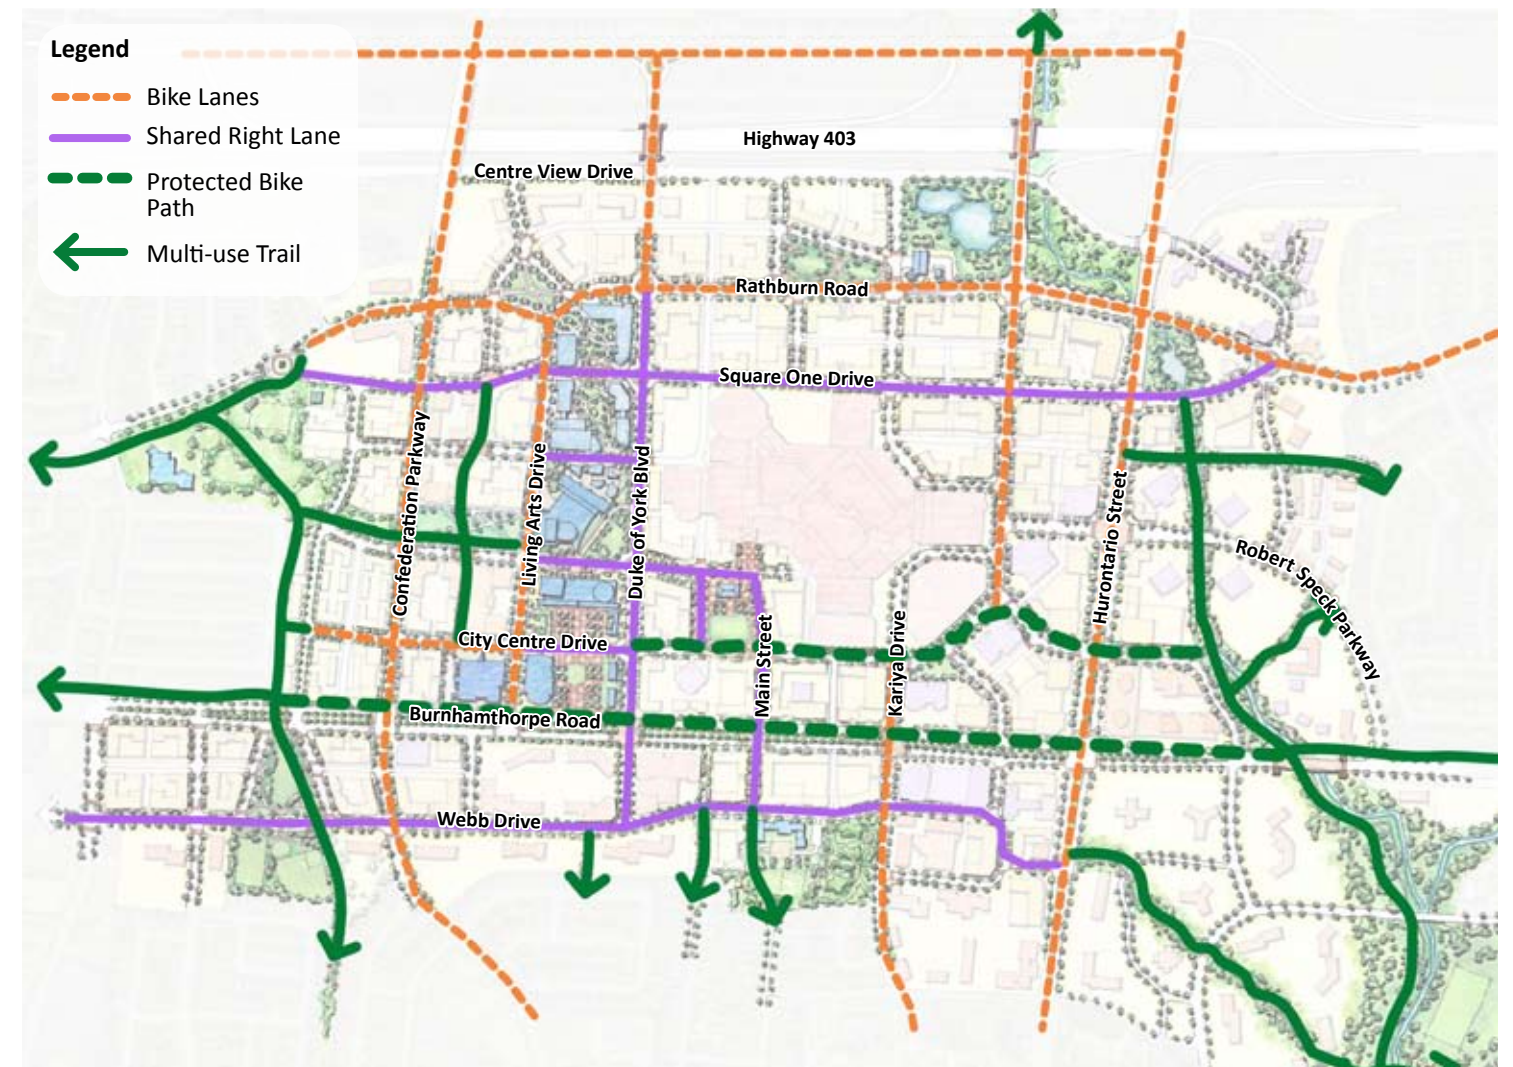 Legend
Bike Lanes
Shared Right Lane
Protected Bike
Path
Multi-use Trail
Highway 403
Centre View Drive
Rathburn Road
Square One Drive
Confederation Parkway
Living Arts Drive
Duke of York Blvd
Hurontario Street
Robert Speck Parkway
City Centre Drive
Main Street
Kariya Drive
Burnhamthorpe Road
Webb Drive